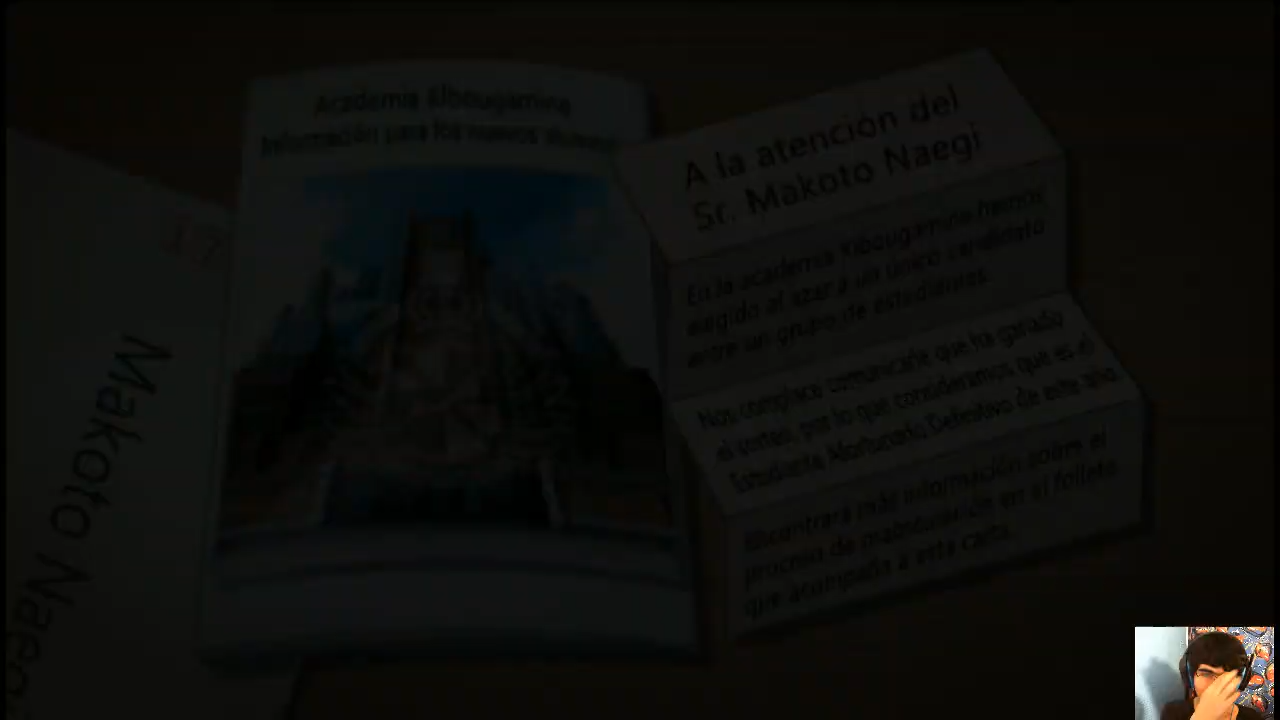 Academia Kibougamine
Información para los nuevos alumnos
A la atención del
Sr. Makoto Naegi
En la academia Kibougamine hemos
elegido al azar a un único candidato
entre un grupo de estudiantes.
Nos complace comunicarle que ha ganado
el sorteo, por lo que consideramos que es el
Estudiante Afortunado Definitivo de este año.
Encontrará más información sobre el
proceso de matriculación en el folleto
que acompaña a esta carta.
Makoto Nae